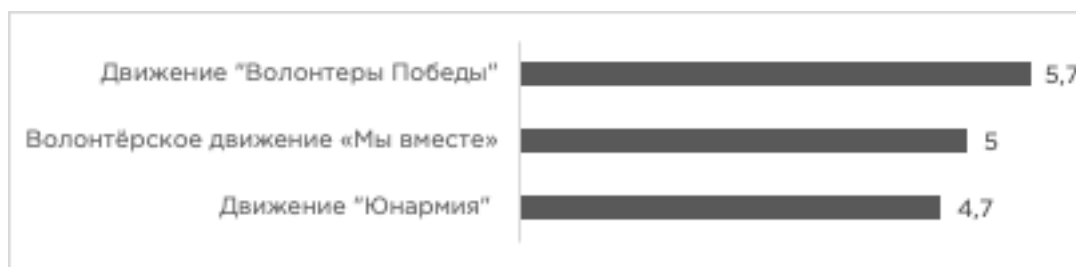 Движение "Волонтеры Победы" 5,7
Волонтёрское движение «Мы вместе» 5
Движение "Юнармия" 4,7